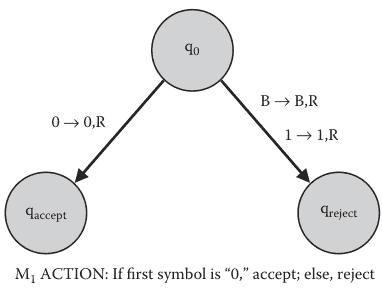 q₀
B → B,R
0 → 0,R
1 → 1,R
qaccept
qreject
M₁ ACTION: If first symbol is “0,” accept; else, reject